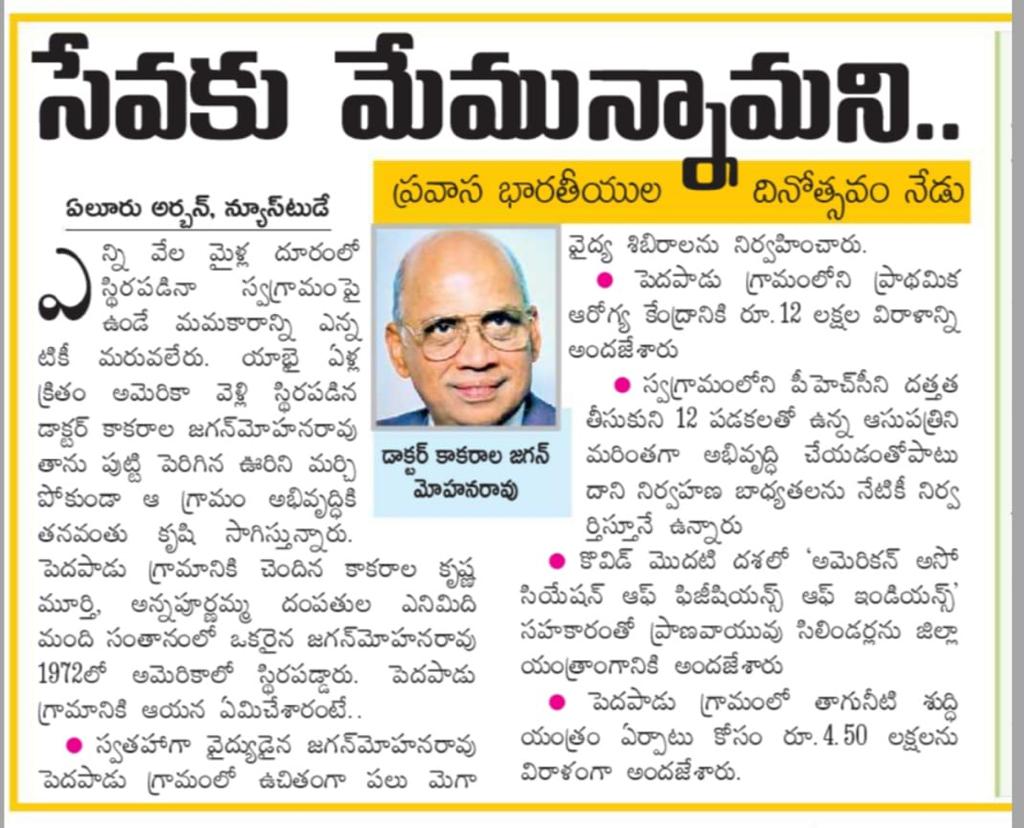 సేవకు మేమున్నామని..
ప్రవాస భారతీయుల దినోత్సవం నేడు
ఏలూరు అర్బన్, న్యూస్‌టుడే
ఎన్ని వేల మైళ్ల దూరంలో
స్థిరపడినా స్వగ్రామంపై
ఉండే మమకారాన్ని ఎన్న
టికీ మరువలేరు. యాభై ఏళ్ల
క్రితం అమెరికా వెళ్లి స్థిరపడిన
డాక్టర్ కాకరాల జగన్‌మోహనరావు
తాను పుట్టి పెరిగిన ఊరిని మర్చి
పోకుండా ఆ గ్రామం అభివృద్ధికి
తనవంతు కృషి సాగిస్తున్నారు.
పెదపాడు గ్రామానికి చెందిన కాకరాల కృష్ణ
మూర్తి, అన్నపూర్ణమ్మ దంపతుల ఎనిమిది
మంది సంతానంలో ఒకరైన జగన్‌మోహనరావు
1972లో అమెరికాలో స్థిరపడ్డారు. పెదపాడు
గ్రామానికి ఆయన ఏమిచేశారంటే..
● స్వతహాగా వైద్యుడైన జగన్‌మోహనరావు
పెదపాడు గ్రామంలో ఉచితంగా పలు మెగా
డాక్టర్ కాకరాల జగన్
మోహనరావు
వైద్య శిబిరాలను నిర్వహించారు.
● పెదపాడు గ్రామంలోని ప్రాథమిక
ఆరోగ్య కేంద్రానికి రూ.12 లక్షల విరాళాన్ని
అందజేశారు
● స్వగ్రామంలోని పీహెచ్‌సీని దత్తత
తీసుకుని 12 పడకలతో ఉన్న ఆసుపత్రిని
మరింతగా అభివృద్ధి చేయడంతోపాటు
దాని నిర్వహణ బాధ్యతలను నేటికీ నిర్వ
ర్తిస్తూనే ఉన్నారు
● కొవిడ్ మొదటి దశలో ‘అమెరికన్ అసో
సియేషన్ ఆఫ్ ఫిజీషియన్స్ ఆఫ్ ఇండియన్స్’
సహకారంతో ప్రాణవాయువు సిలిండర్లను జిల్లా
యంత్రాంగానికి అందజేశారు
● పెదపాడు గ్రామంలో తాగునీటి శుద్ధి
యంత్రం ఏర్పాటు కోసం రూ.4.50 లక్షలను
విరాళంగా అందజేశారు.